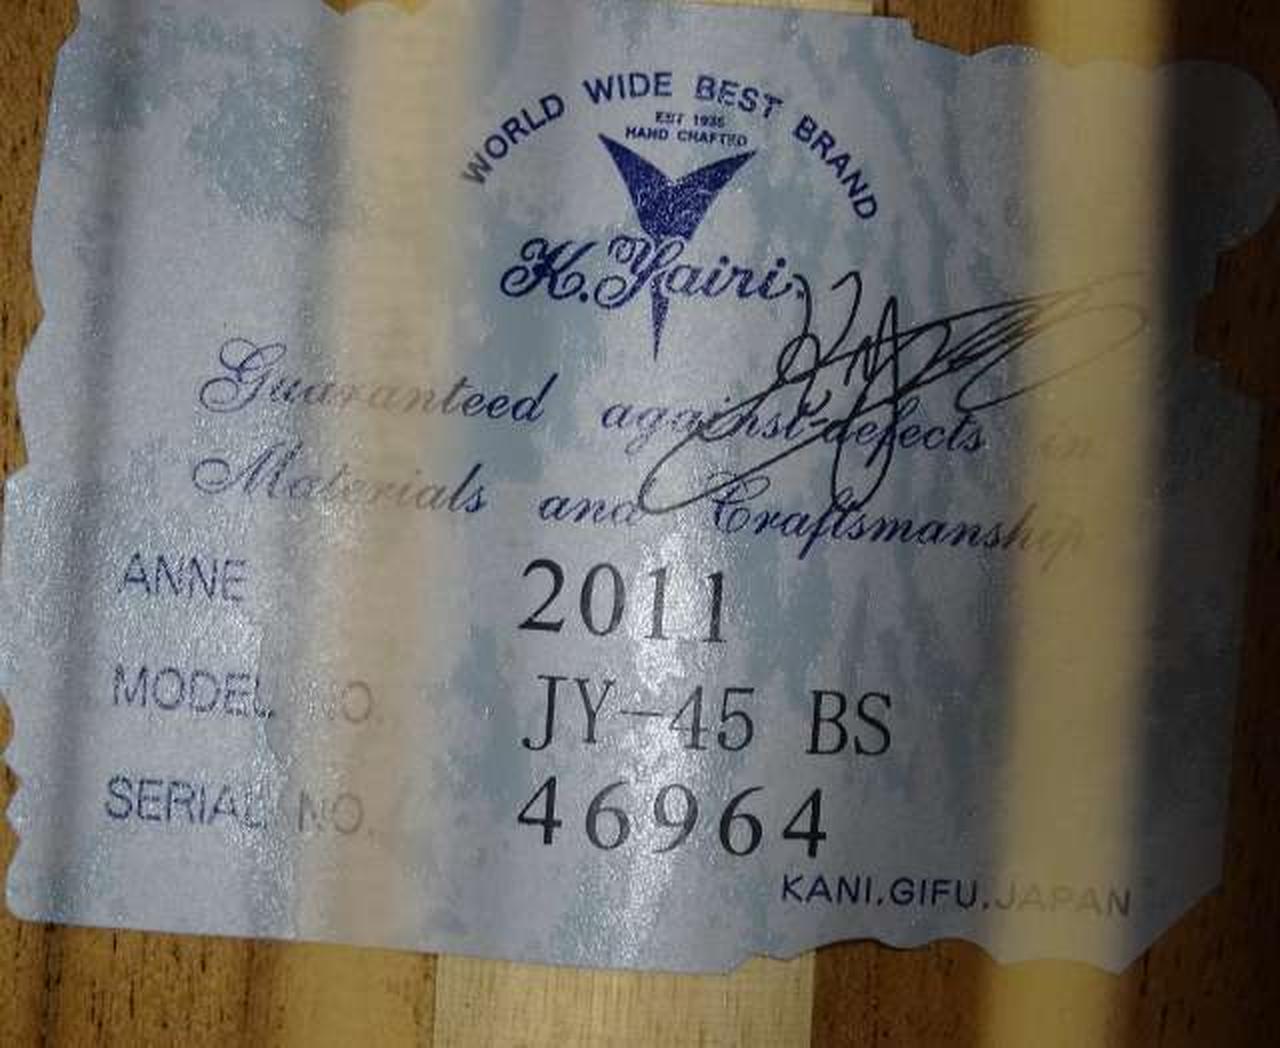 WORLD WIDE BEST BRAND
EST 1935
HAND CRAFTED
K.Yairi
Guaranteed against defects in
Materials and Craftsmanship
ANNE 2011
MODEL NO. JY-45 BS
SERIAL NO. 46964
KANI.GIFU.JAPAN